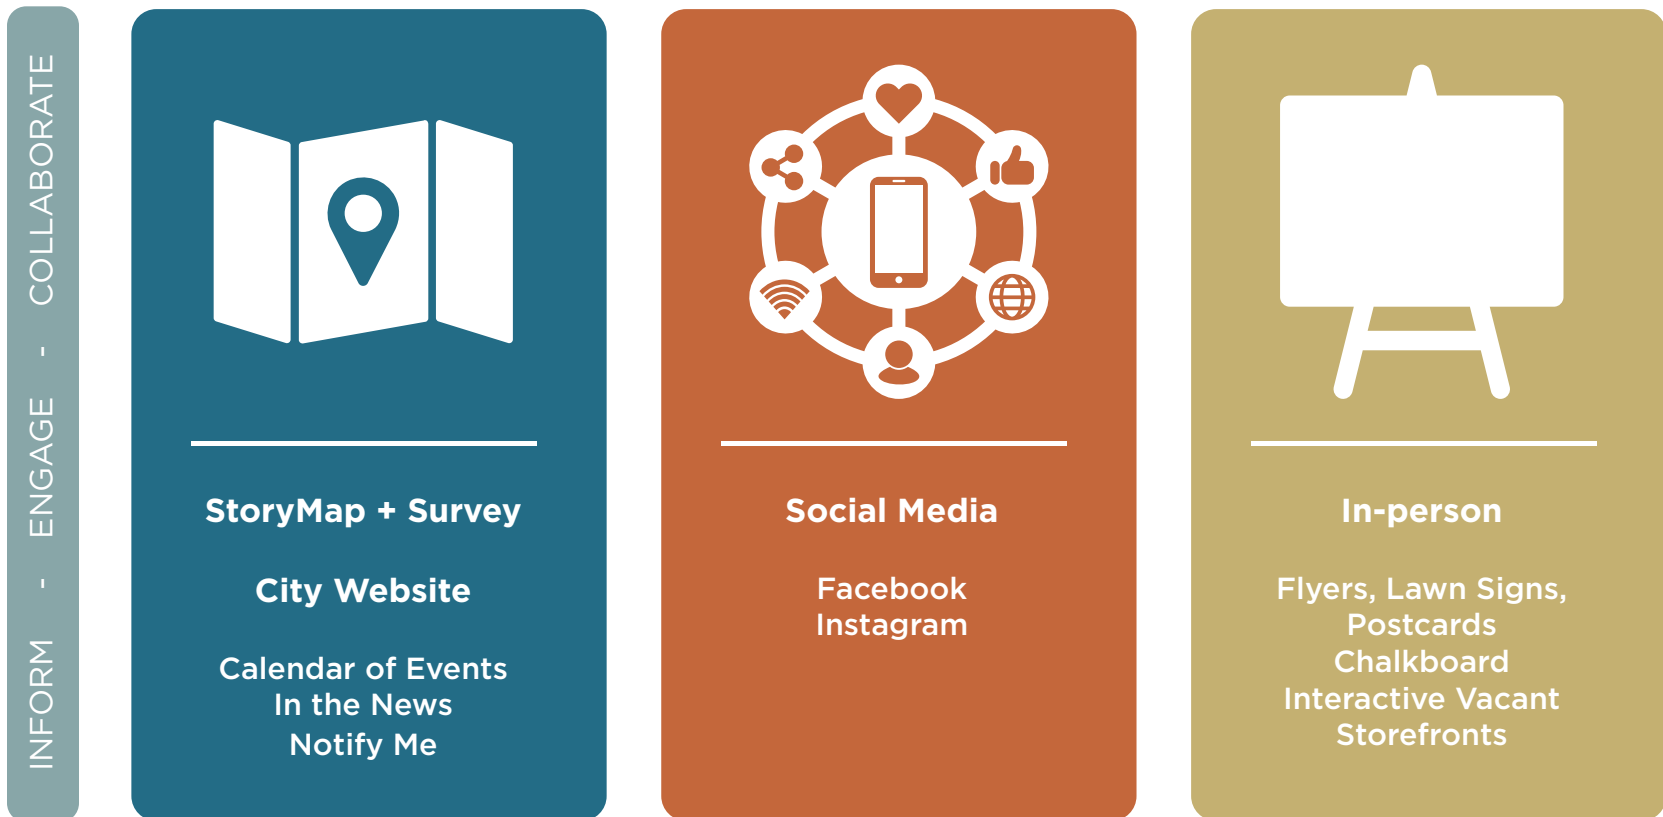 INFORM - ENGAGE - COLLABORATE
StoryMap + Survey
City Website
Calendar of Events
In the News
Notify Me
Social Media
Facebook
Instagram
In-person
Flyers, Lawn Signs,
Postcards
Chalkboard
Interactive Vacant
Storefronts